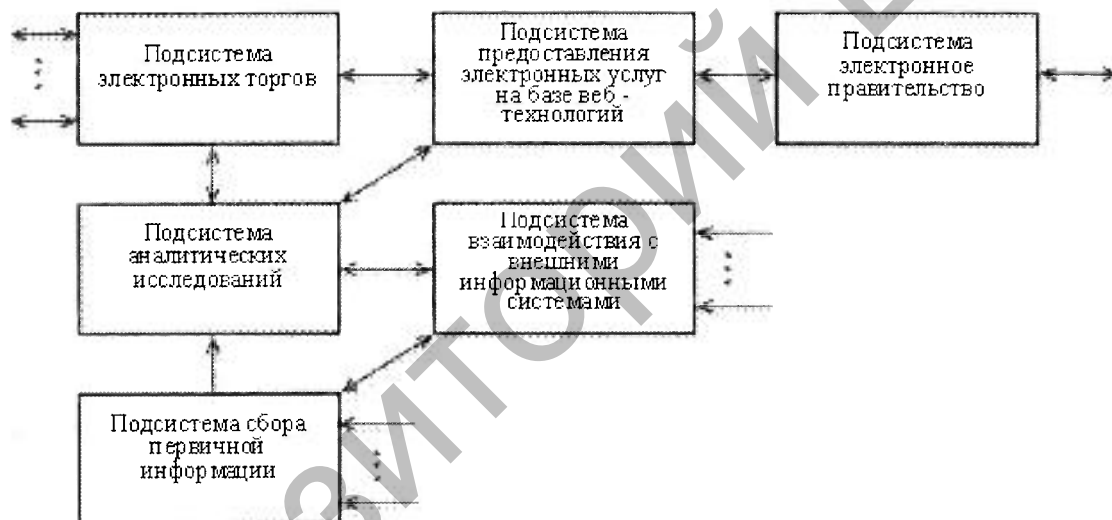 Подсистема
электронных торгов
Подсистема
предоставления
электронных услуг
на базе веб -
технологий
Подсистема
электронное
правительство
Подсистема
аналитических
исследований
Подсистема
взаимодействия с
внешними
информационными
системами
Подсистема сбора
первичной
информации